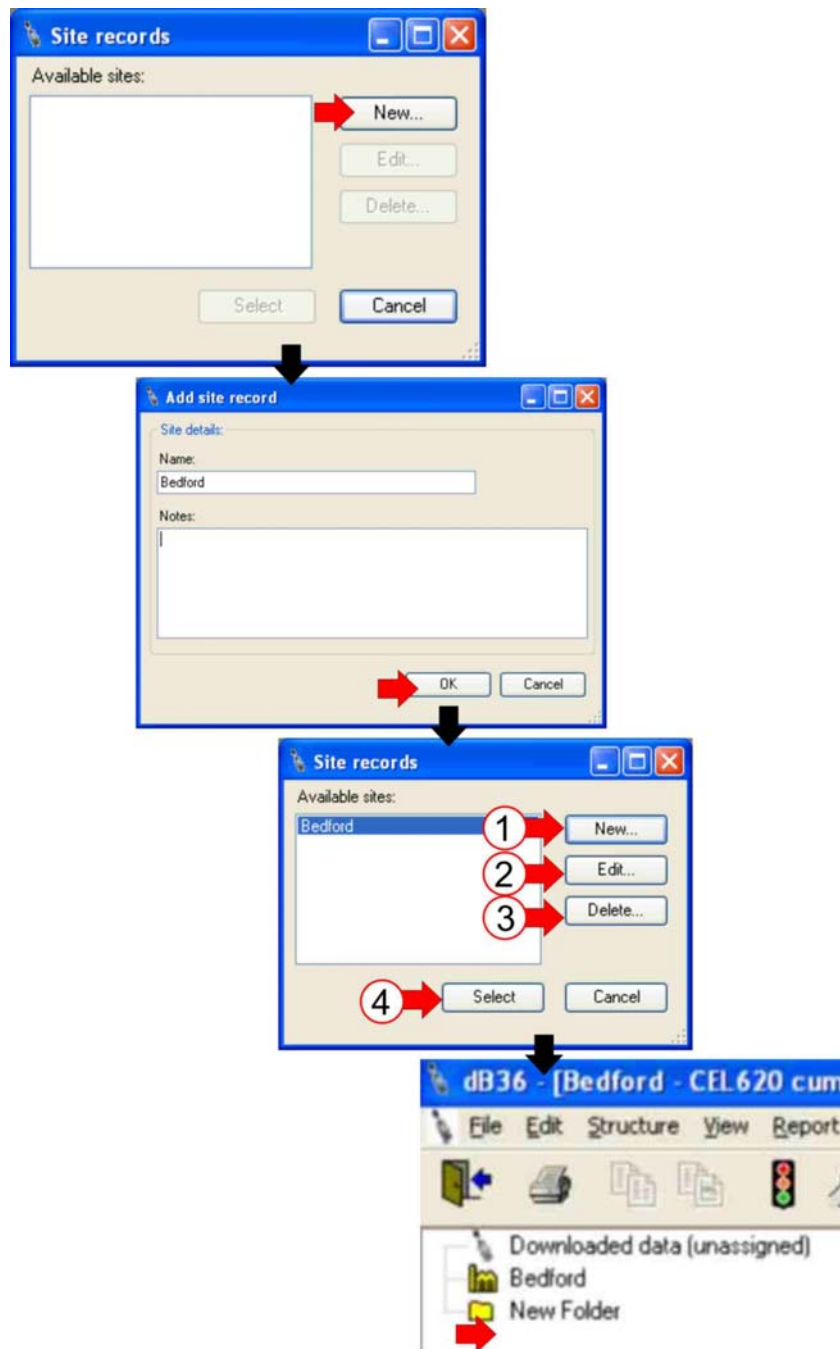 Site records
Available sites:
New...
Edit...
Delete...
Select Cancel
Add site record
Site details:
Name:
Bedford
Notes:
OK Cancel
Site records
Available sites:
Bedford 1 New...
2 Edit...
3 Delete...
4 Select Cancel
dB36 - [Bedford - CEL620 cum
File Edit Structure View Report
Downloaded data (unassigned)
Bedford
New Folder